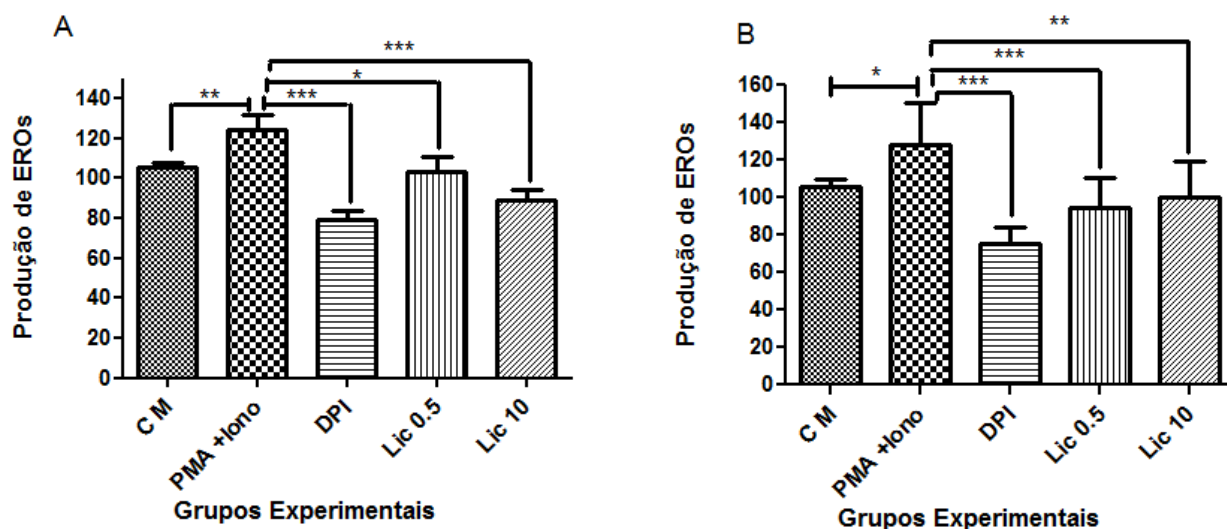 A
***
*
**
***
140
120
100
80
60
40
20
0
Produção de EROs
C M
PMA +Iono
DPI
Lic 0.5
Lic 10
Grupos Experimentais
B
**
***
*
***
160
140
120
100
80
60
40
20
0
Produção de EROs
C M
PMA +Iono
DPI
Lic 0.5
Lic 10
Grupos Experimentais